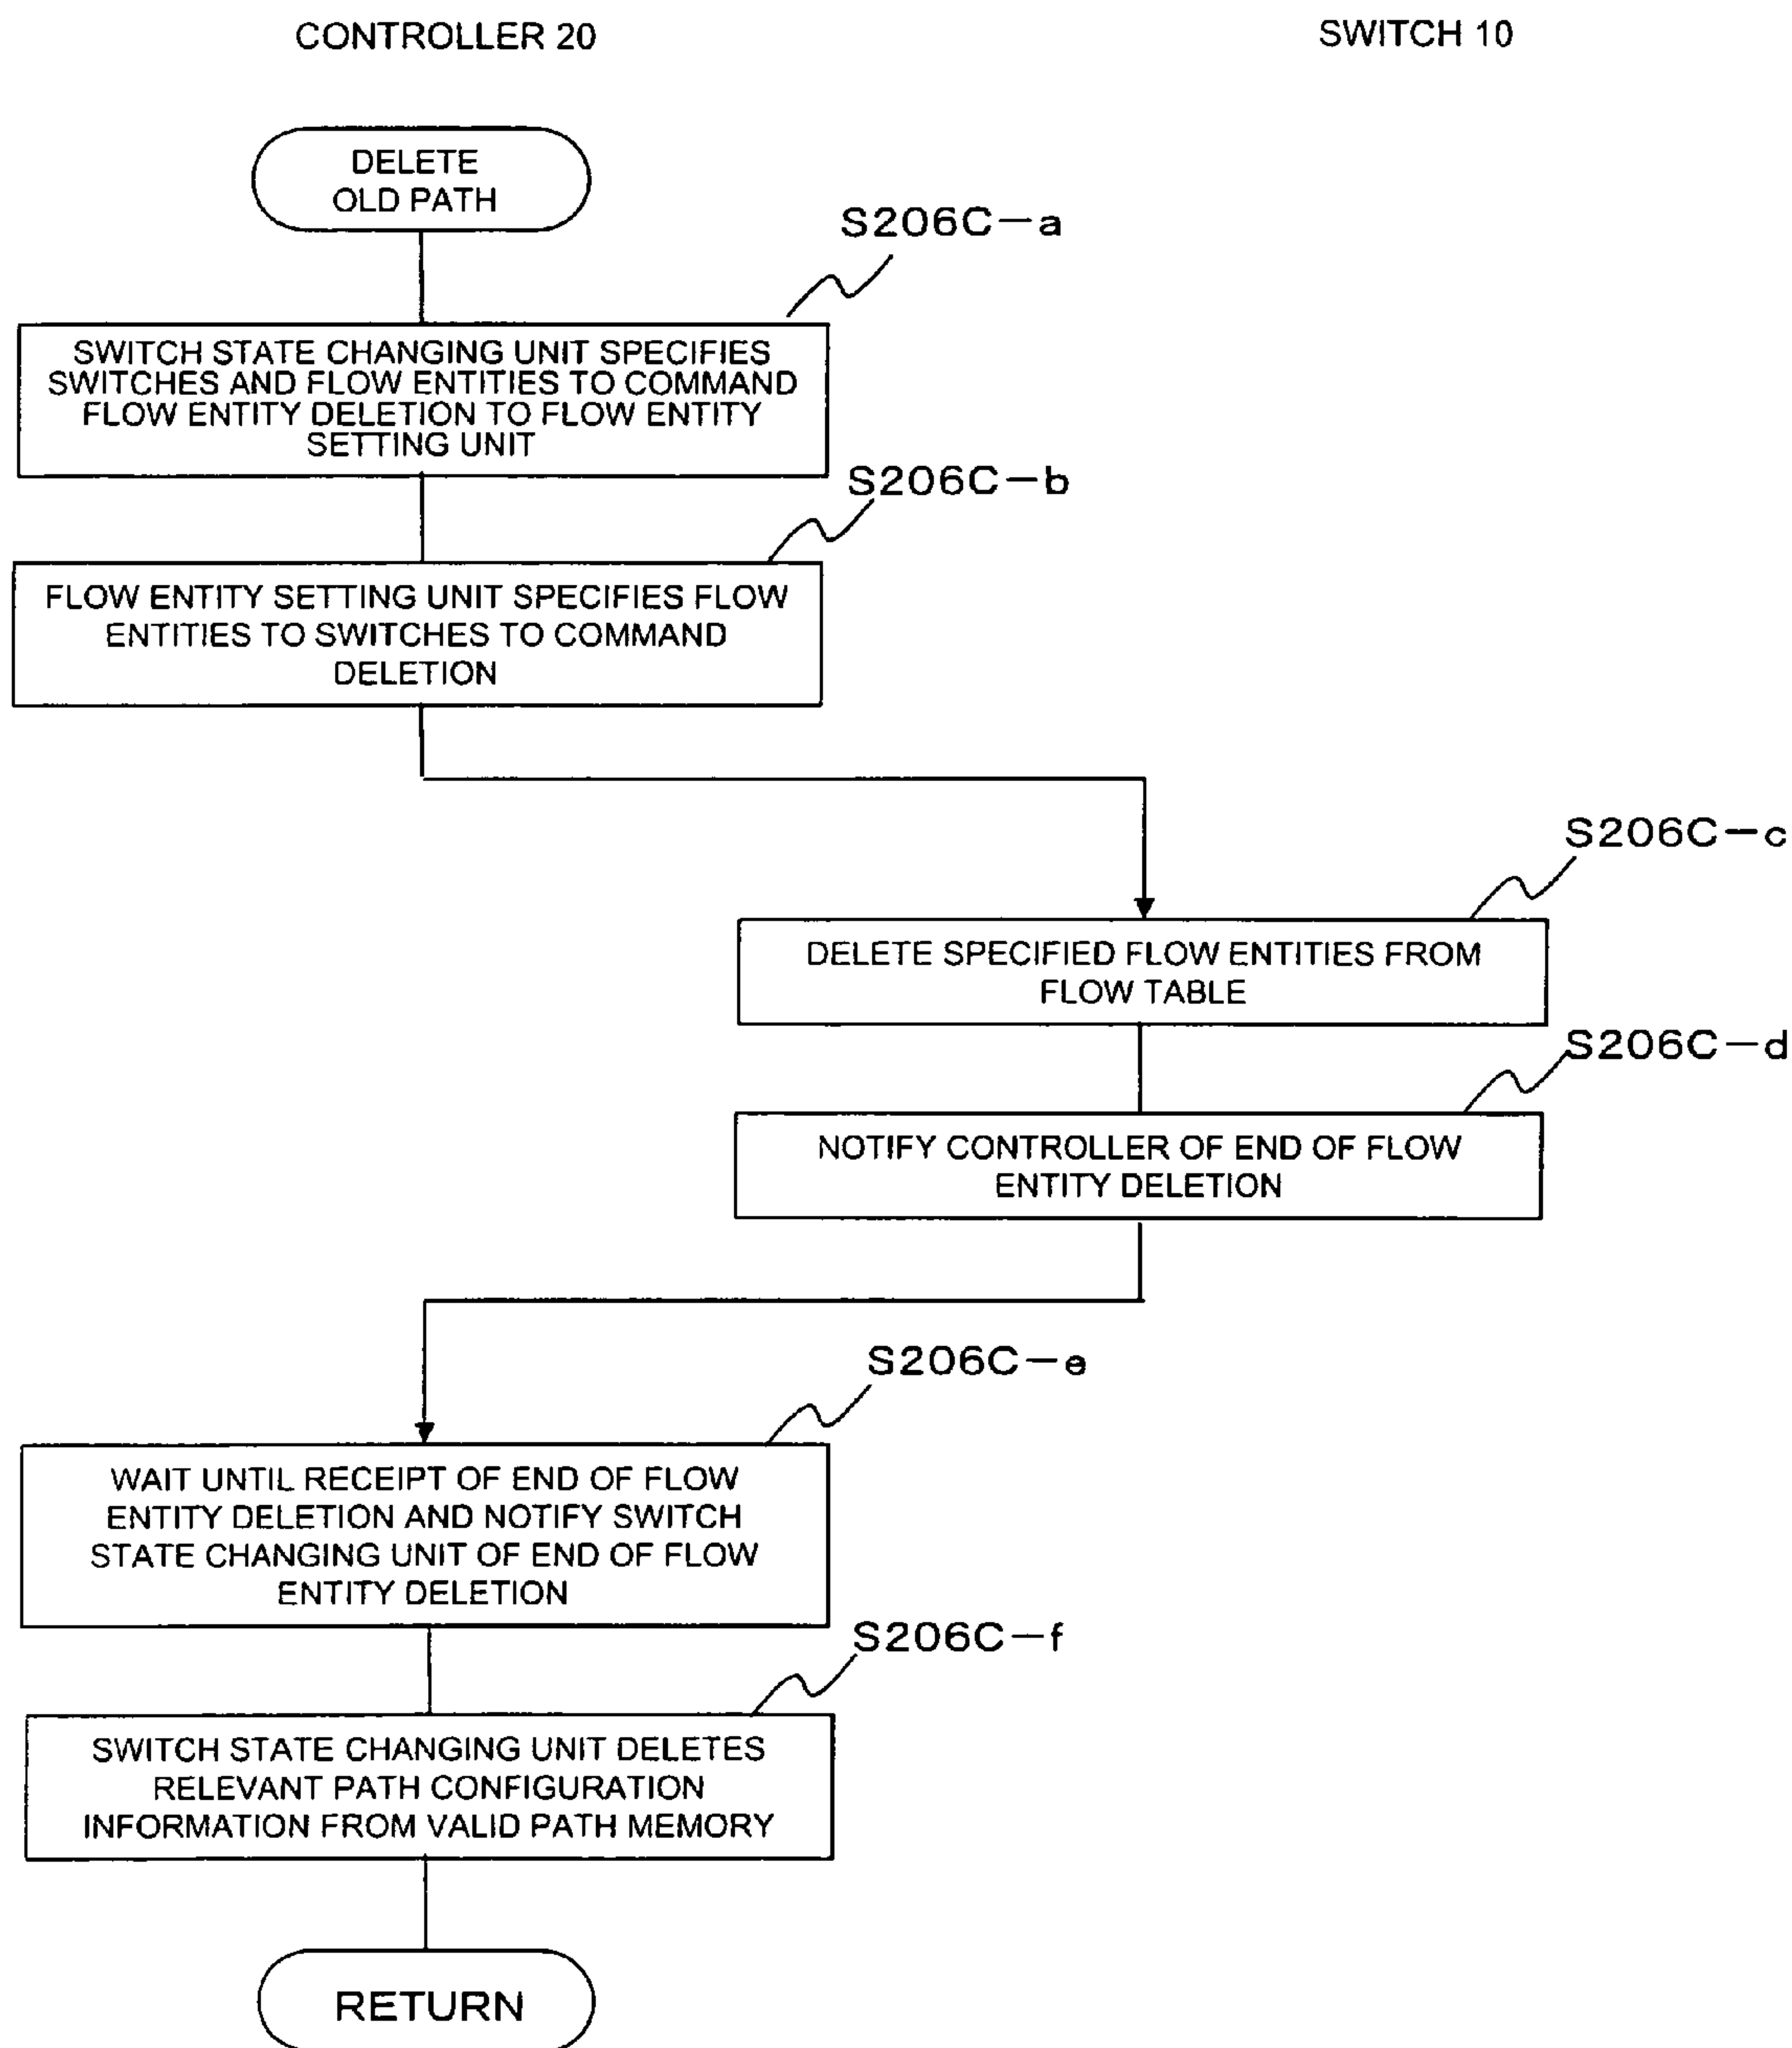 CONTROLLER 20
SWITCH 10
DELETE
OLD PATH
S206C-a
SWITCH STATE CHANGING UNIT SPECIFIES
SWITCHES AND FLOW ENTITIES TO COMMAND
FLOW ENTITY DELETION TO FLOW ENTITY
SETTING UNIT
S206C-b
FLOW ENTITY SETTING UNIT SPECIFIES FLOW
ENTITIES TO SWITCHES TO COMMAND
DELETION
S206C-c
DELETE SPECIFIED FLOW ENTITIES FROM
FLOW TABLE
S206C-d
NOTIFY CONTROLLER OF END OF FLOW
ENTITY DELETION
S206C-e
WAIT UNTIL RECEIPT OF END OF FLOW
ENTITY DELETION AND NOTIFY SWITCH
STATE CHANGING UNIT OF END OF FLOW
ENTITY DELETION
S206C-f
SWITCH STATE CHANGING UNIT DELETES
RELEVANT PATH CONFIGURATION
INFORMATION FROM VALID PATH MEMORY
RETURN